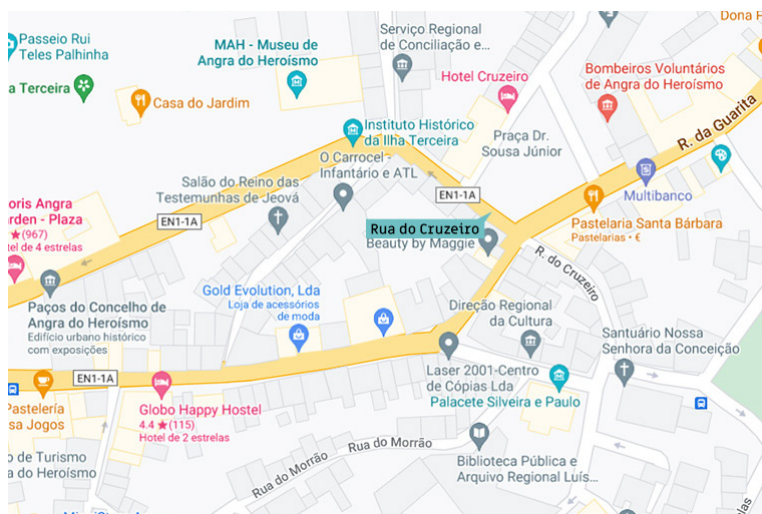 Passeio Rui
Teles Palhinha
MAH - Museu de
Angra do Heroísmo
Serviço Regional
de Conciliação e...
Dona P
a Terceira
Casa do Jardim
Hotel Cruzeiro
Bombeiros Voluntários
de Angra do Heroísmo
Instituto Histórico
da Ilha Terceira
Praça Dr.
Sousa Júnior
R. da Guarita
O Carrocel -
Infantário e ATL
Salão do Reino das
Testemunhas de Jeová
EN1-1A
EN1-1A
Multibanco
oris Angra
arden - Plaza
(967)
tel de 4 estrelas
Rua do Cruzeiro
Beauty by Maggie
Pastelaria Santa Bárbara
Pastelarias • €
R. do Cruzeiro
Paços do Concelho de
Angra do Heroísmo
Edifício urbano histórico
com exposições
Gold Evolution, Lda
Loja de acessórios
de moda
Direção Regional
da Cultura
Santuário Nossa
Senhora da Conceição
Laser 2001-Centro
de Cópias Lda
Palacete Silveira e Paulo
EN1-1A
Pastelería
sa Jogos
Globo Happy Hostel
4.4 ★ (115)
Hotel de 2 estrelas
Rua do Morrão
Rua do Morrão
o de Turismo
a do Heroísmo
Biblioteca Pública e
Arquivo Regional Luís...
las